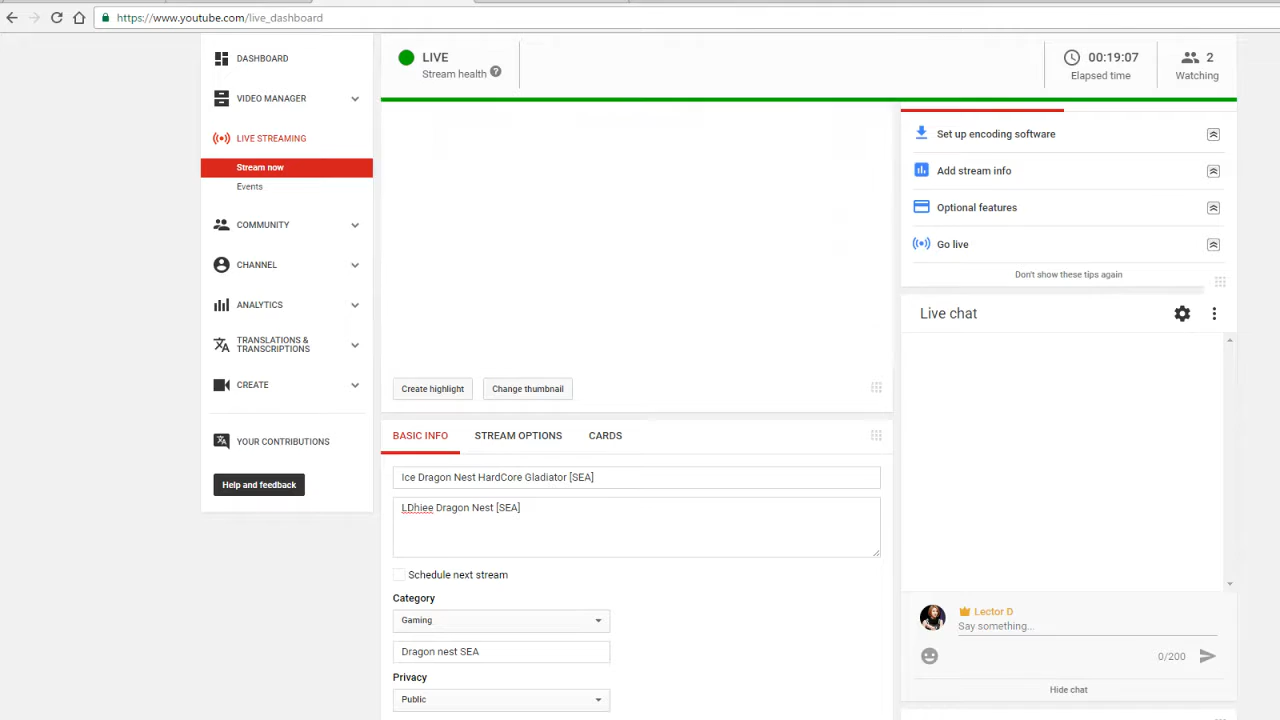 https://www.youtube.com/live_dashboard
DASHBOARD
VIDEO MANAGER
LIVE STREAMING
Stream now
Events
COMMUNITY
CHANNEL
ANALYTICS
TRANSLATIONS &
TRANSCRIPTIONS
CREATE
YOUR CONTRIBUTIONS
Help and feedback
LIVE
Stream health ?
00:19:07
Elapsed time
2
Watching
Create highlight
Change thumbnail
BASIC INFO
STREAM OPTIONS
CARDS
Ice Dragon Nest HardCore Gladiator [SEA]
LDhiee Dragon Nest [SEA]
Schedule next stream
Category
Gaming
Dragon nest SEA
Privacy
Public
Set up encoding software
Add stream info
Optional features
Go live
Don't show these tips again
Live chat
Lector D
Say something...
0/200
Hide chat